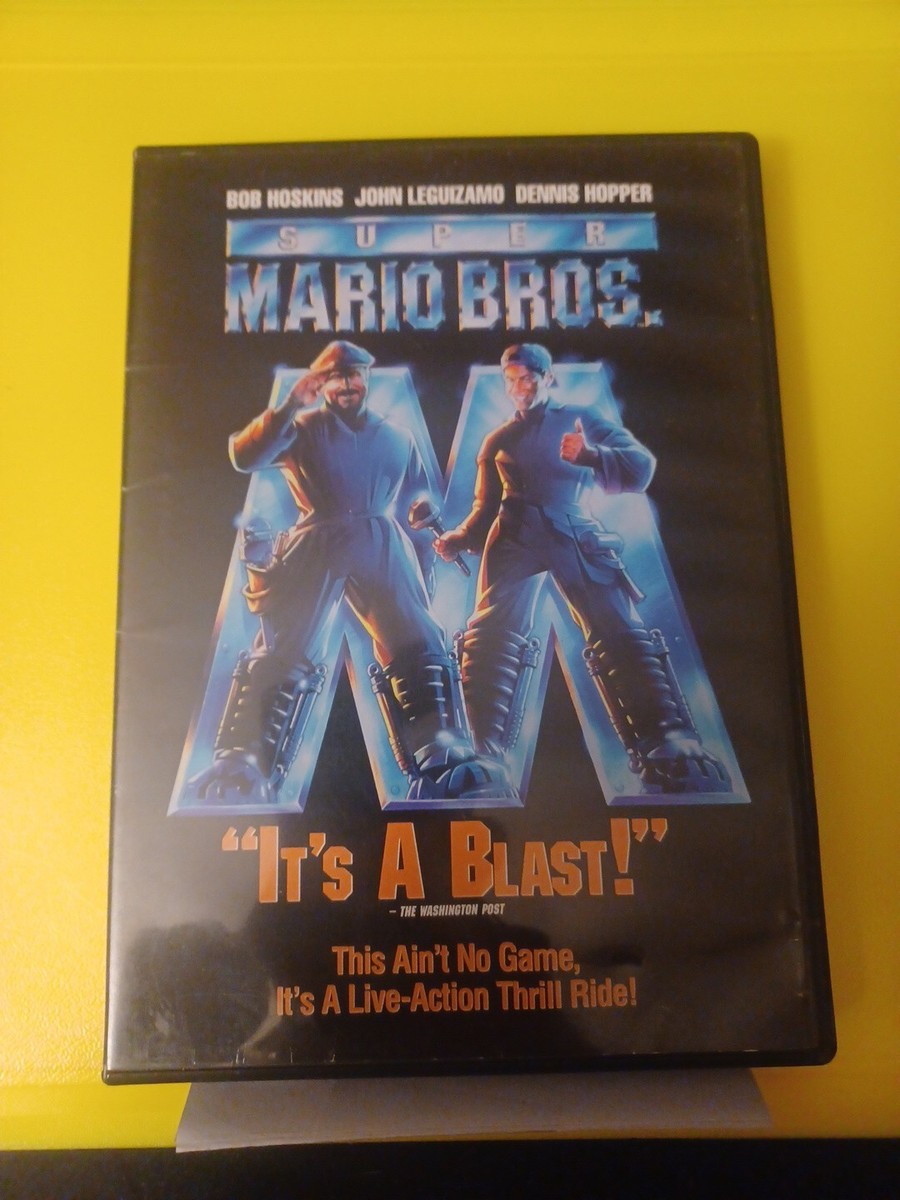 BOB HOSKINS JOHN LEGUIZAMO DENNIS HOPPER
SUPER
MARIO BROS.
"IT'S A BLAST!"
– THE WASHINGTON POST
This Ain't No Game,
It's A Live-Action Thrill Ride!